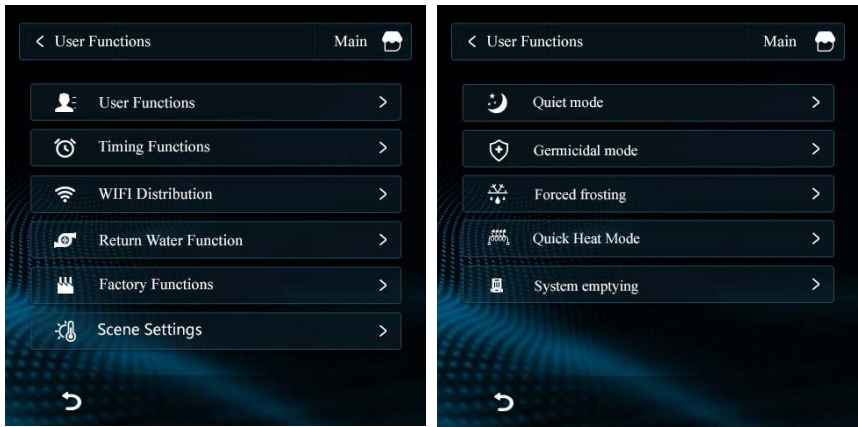 User Functions Main
User Functions
Timing Functions
WIFI Distribution
Return Water Function
Factory Functions
Scene Settings
User Functions Main
Quiet mode
Germicidal mode
Forced frosting
Quick Heat Mode
System emptying